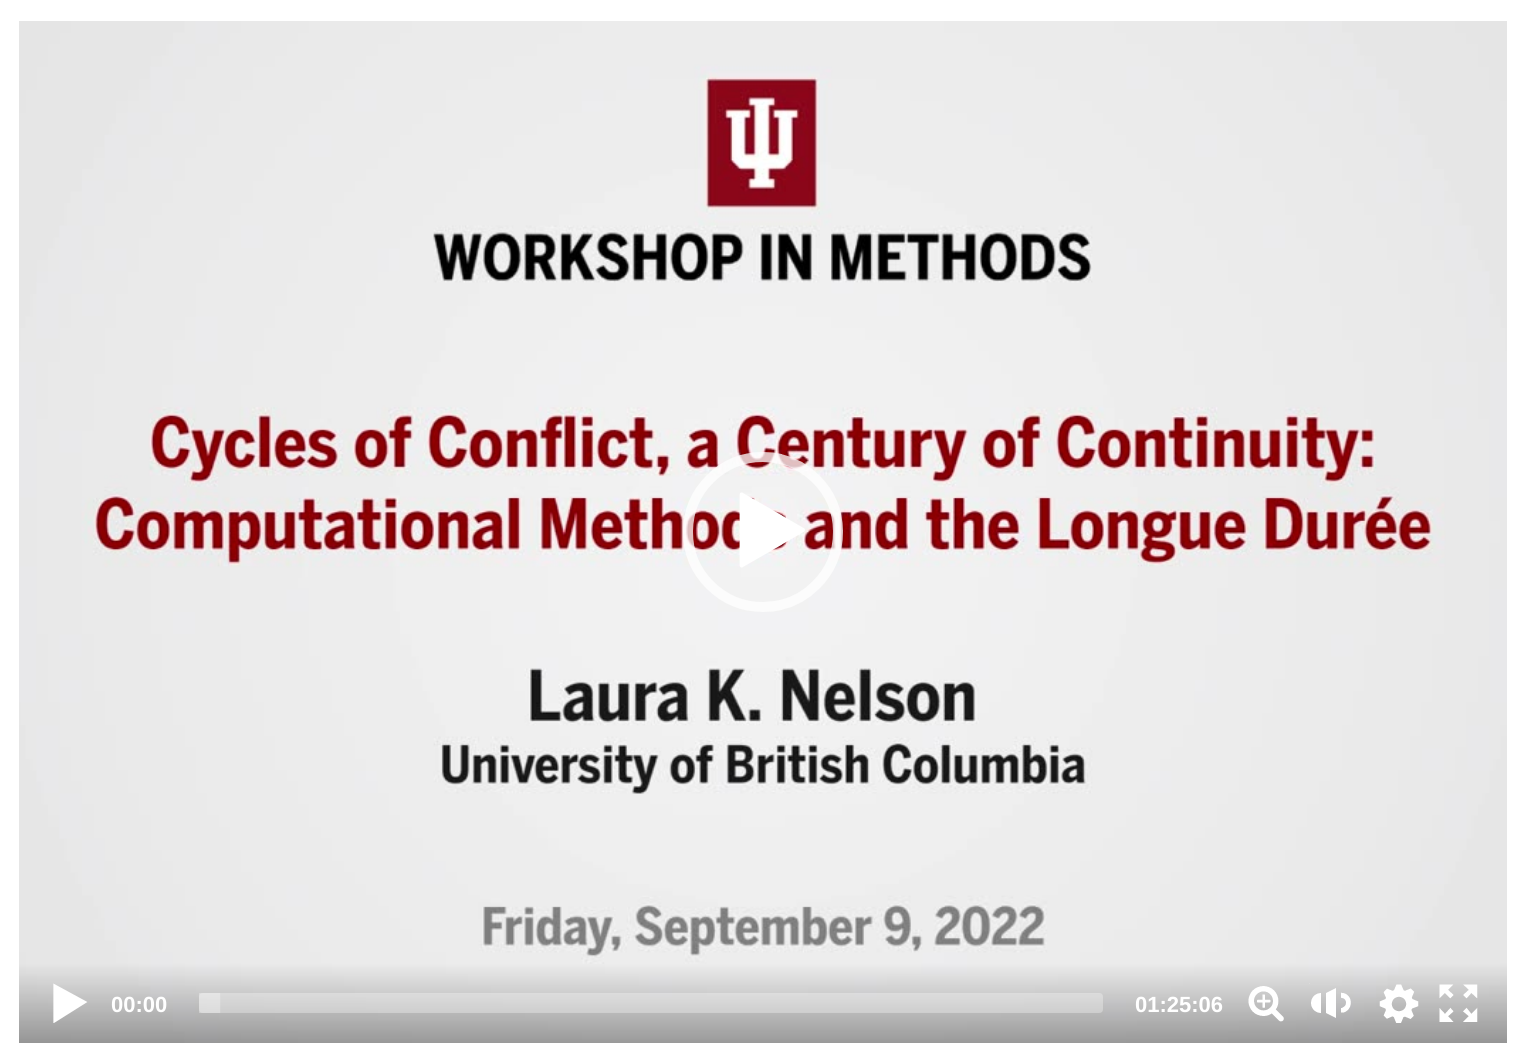 WORKSHOP IN METHODS
Cycles of Conflict, a Century of Continuity:
Computational Methods and the Longue Durée
Laura K. Nelson
University of British Columbia
Friday, September 9, 2022
00:00
01:25:06